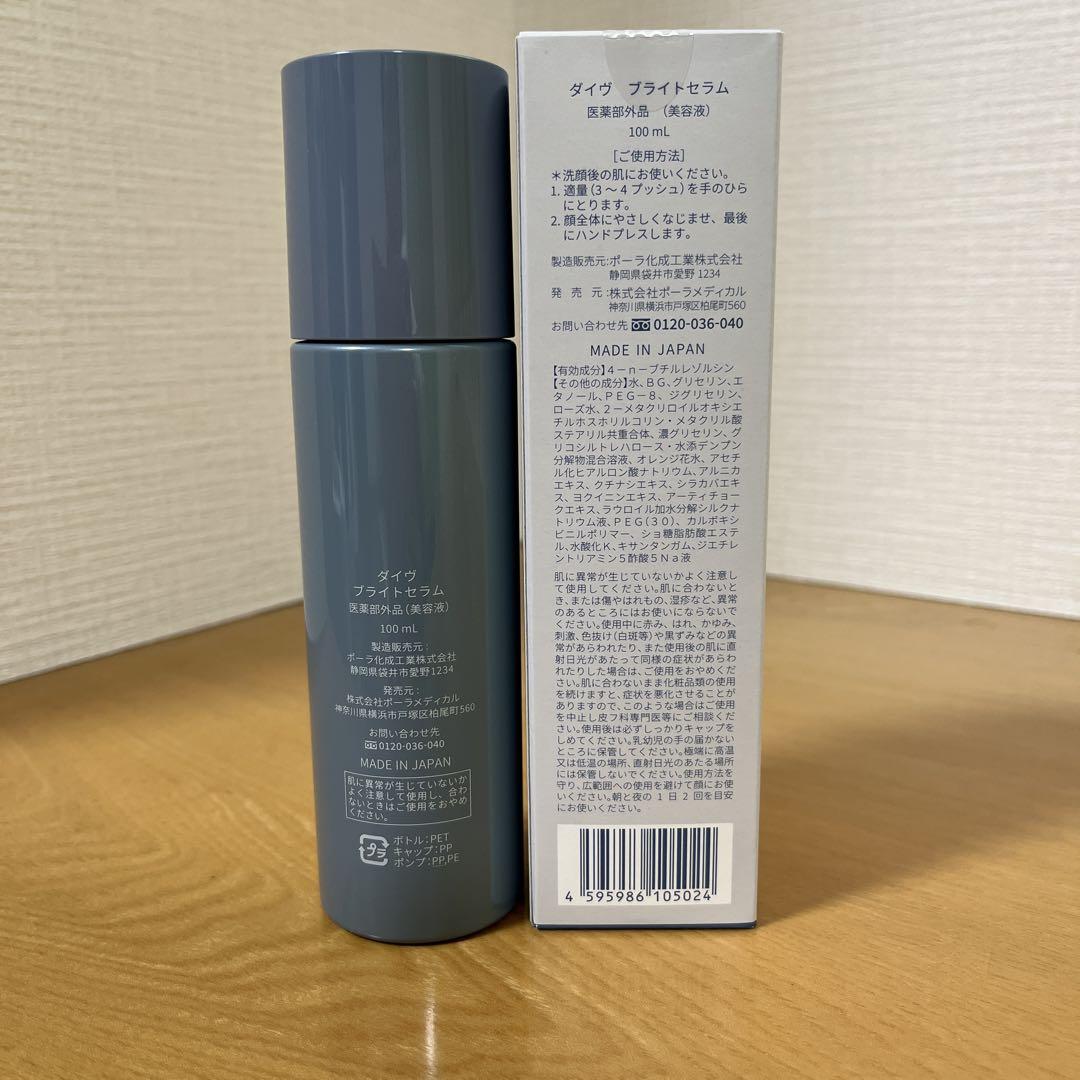 ダイヴ
ブライトセラム
医薬部外品(美容液)
100 mL
製造販売元:
ポーラ化成工業株式会社
静岡県袋井市愛野1234
発売元:
株式会社ポーラメディカル
神奈川県横浜市戸塚区柏尾町560
お問い合わせ先
0120-036-040
MADE IN JAPAN
肌に異常が生じていないか
よく注意して使用し、合わ
ないときはご使用をおやめ
ください。
プラ
ボトル:PET
キャップ:PP
ポンプ:PP,PE
ダイヴ ブライトセラム
医薬部外品 (美容液)
100 mL
[ご使用方法]
*洗顔後の肌にお使いください。
1. 適量(3～4プッシュ)を手のひら
にとります。
2. 顔全体にやさしくなじませ、最後
にハンドプレスします。
製造販売元:ポーラ化成工業株式会社
静岡県袋井市愛野 1234
発 売 元:株式会社ポーラメディカル
神奈川県横浜市戸塚区柏尾町560
お問い合わせ先 0120-036-040
MADE IN JAPAN
【有効成分】4－n－ブチルレゾルシン
【その他の成分】水、BG、グリセリン、エ
タノール、PEG－8、ジグリセリン、
ローズ水、2－メタクリロイルオキシエ
チルホスホリルコリン・メタクリル酸
ステアリル共重合体、濃グリセリン、グ
リコシルトレハロース・水添デンプン
分解物混合溶液、オレンジ花水、アセチ
ル化ヒアルロン酸ナトリウム、アルニカ
エキス、クチナシエキス、シラカバエキ
ス、ヨクイニンエキス、アーティチョー
クエキス、ラウロイル加水分解シルクナ
トリウム液、PEG(30)、カルボキシ
ビニルポリマー、ショ糖脂肪酸エステ
ル、水酸化K、キサンタンガム、ジエチレ
ントリアミン5酢酸5Na液
肌に異常が生じていないかよく注意し
て使用してください。肌に合わないと
き、または傷やはれもの、湿疹など、異常
のあるところにはお使いにならないで
ください。使用中に赤み、はれ、かゆみ、
刺激、色抜け(白斑等)や黒ずみなどの異
常があらわれたり、また使用後の肌に直
射日光があたって同様の症状があらわ
れたりした場合は、ご使用をおやめくだ
さい。肌に合わないまま化粧品類の使用
を続けますと、症状を悪化させることが
ありますので、このような場合はご使用
を中止し皮フ科専門医等にご相談くだ
さい。使用後は必ずしっかりキャップを
しめてください。乳幼児の手の届かない
ところに保管してください。極端に高温
又は低温の場所、直射日光のあたる場所
には保管しないでください。使用方法を
守り、広範囲への使用を避けて顔にお使
いください。朝と夜の1日2回を目安
にお使いください。
4 595986 105024